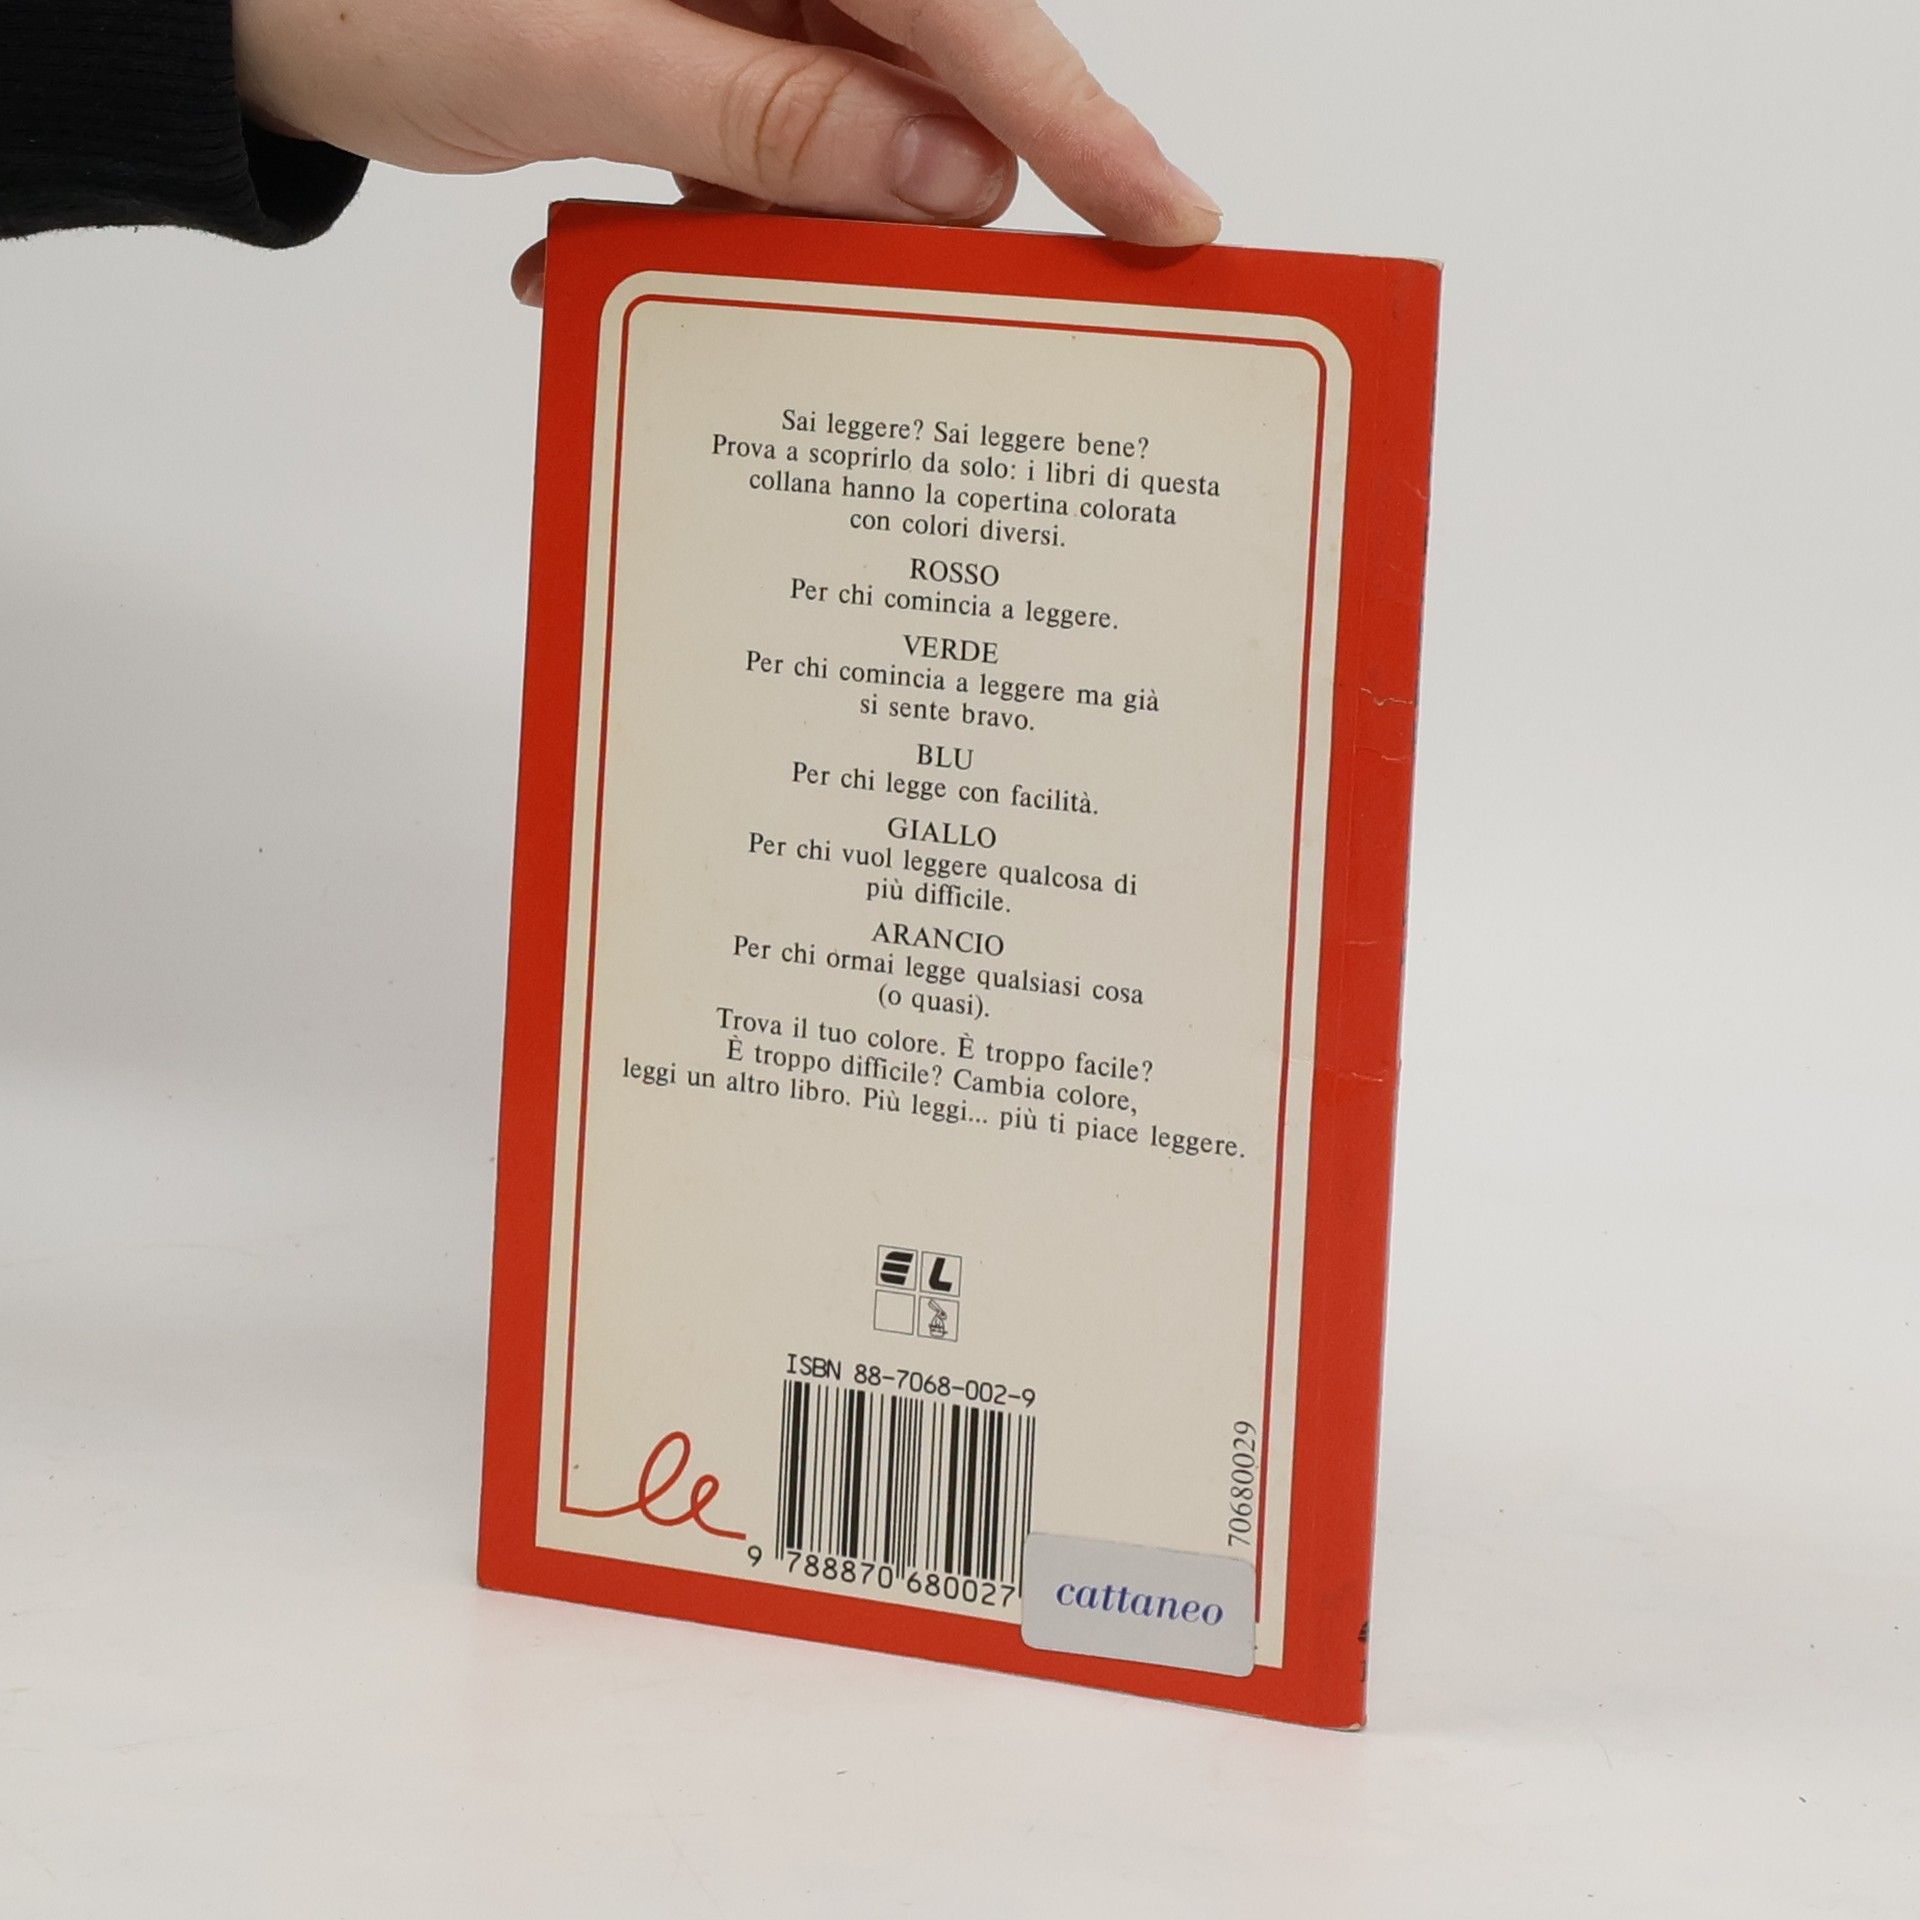 Sai leggere? Sai leggere bene?
Prova a scoprirlo da solo: i libri di questa
collana hanno la copertina colorata
con colori diversi.
ROSSO
Per chi comincia a leggere.
VERDE
Per chi comincia a leggere ma già
si sente bravo.
BLU
Per chi legge con facilità.
GIALLO
Per chi vuol leggere qualcosa di
più difficile.
ARANCIO
Per chi ormai legge qualsiasi cosa
(o quasi).
Trova il tuo colore. È troppo facile?
È troppo difficile? Cambia colore,
leggi un altro libro. Più leggi... più ti piace leggere.
E L
ISBN 88-7068-002-9
le
9 788870 680027
70680029
cattaneo